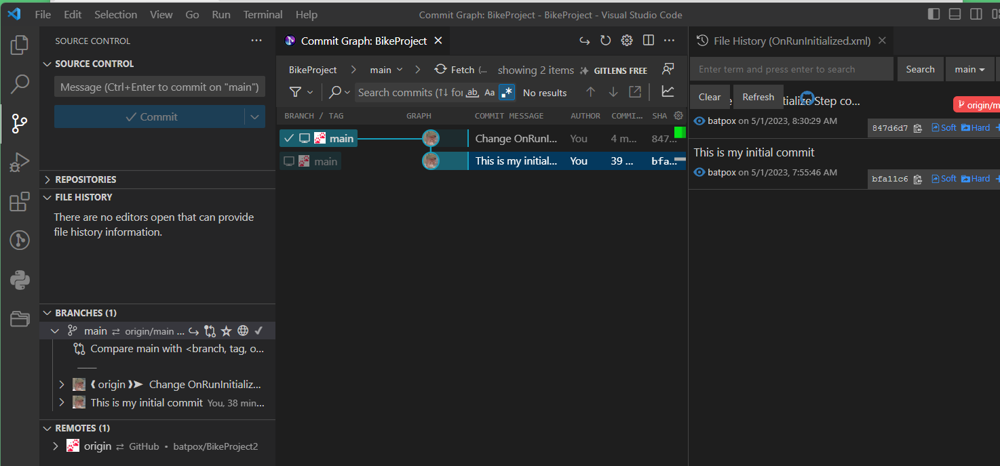 File Edit Selection View Go Run Terminal Help
Commit Graph: BikeProject - BikeProject - Visual Studio Code
SOURCE CONTROL
SOURCE CONTROL
Message (Ctrl+Enter to commit on "main")
Commit
REPOSITORIES
FILE HISTORY
There are no editors open that can provide
file history information.
BRANCHES (1)
main origin/main ...
Compare main with <branch, tag, o...
origin Change OnRunInitializ...
This is my initial commit You, 38 min...
REMOTES (1)
origin GitHub • batpox/BikeProject2
Commit Graph: BikeProject
BikeProject > main > Fetch (... showing 2 items GITLENS FREE
Search commits (↑↓ for ab Aa .* No results
BRANCH / TAG GRAPH COMMIT MESSAGE AUTHOR COMMI... SHA
main Change OnRunI... You 4 m... 847...
main This is my initial... You 39 ... bfa...
File History (OnRunInitialized.xml)
Enter term and press enter to search Search main
Clear Refresh
tialize Step co... origin/m
batpox on 5/1/2023, 8:30:29 AM
847d6d7 Soft Hard
This is my initial commit
batpox on 5/1/2023, 7:55:46 AM
bfa11c6 Soft Hard